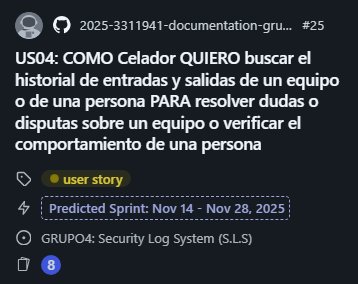 2025-3311941-documentation-gru... #25
US04: COMO Celador QUIERO buscar el
historial de entradas y salidas de un equipo
o de una persona PARA resolver dudas o
disputas sobre un equipo o verificar el
comportamiento de una persona
user story
Predicted Sprint: Nov 14 - Nov 28, 2025
GRUPO4: Security Log System (S.L.S)
8